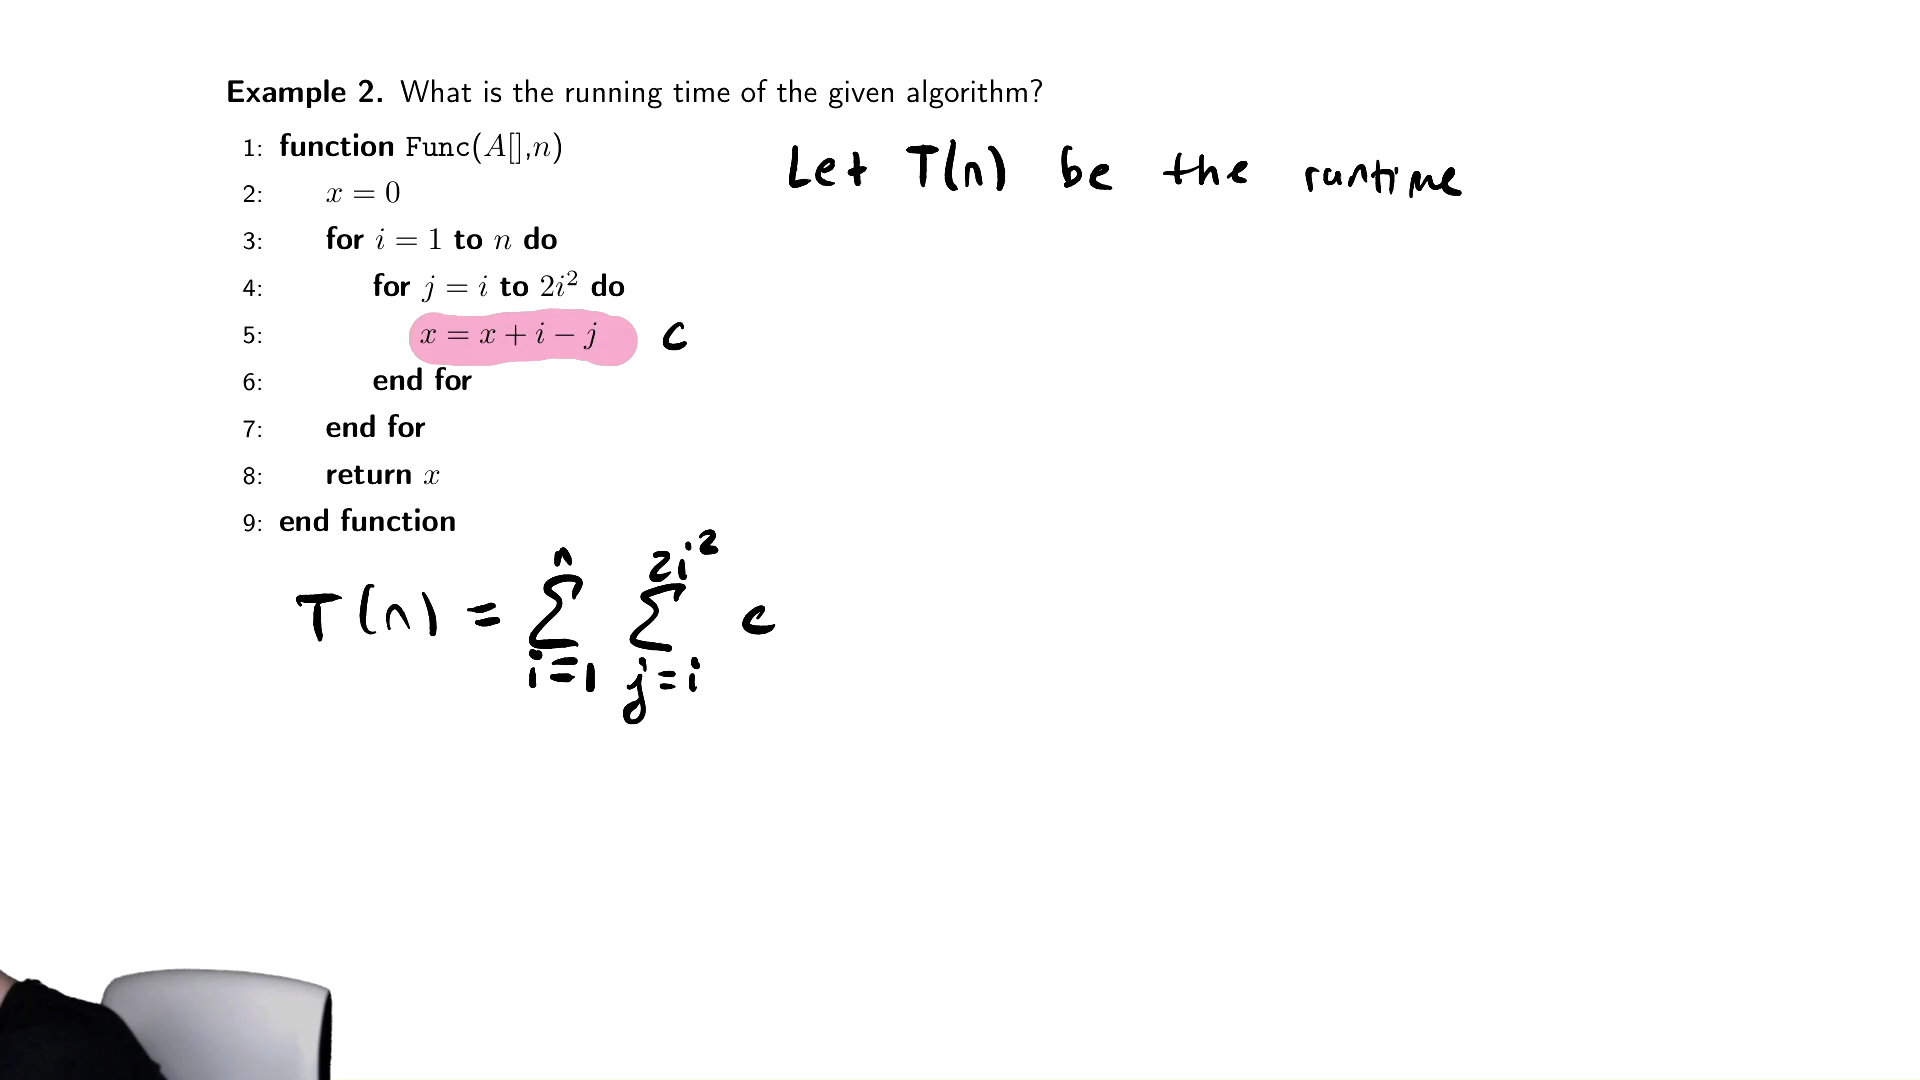 Example 2. What is the running time of the given algorithm?
1: function Func(A[],n)
2: x = 0
3: for i = 1 to n do
4: for j = i to 2i² do
5: x = x + i − j
6: end for
7: end for
8: return x
9: end function
Let T(n) be the runtime
c
T(n) = Σ_{i=1}^{n} Σ_{j=i}^{2i²} c